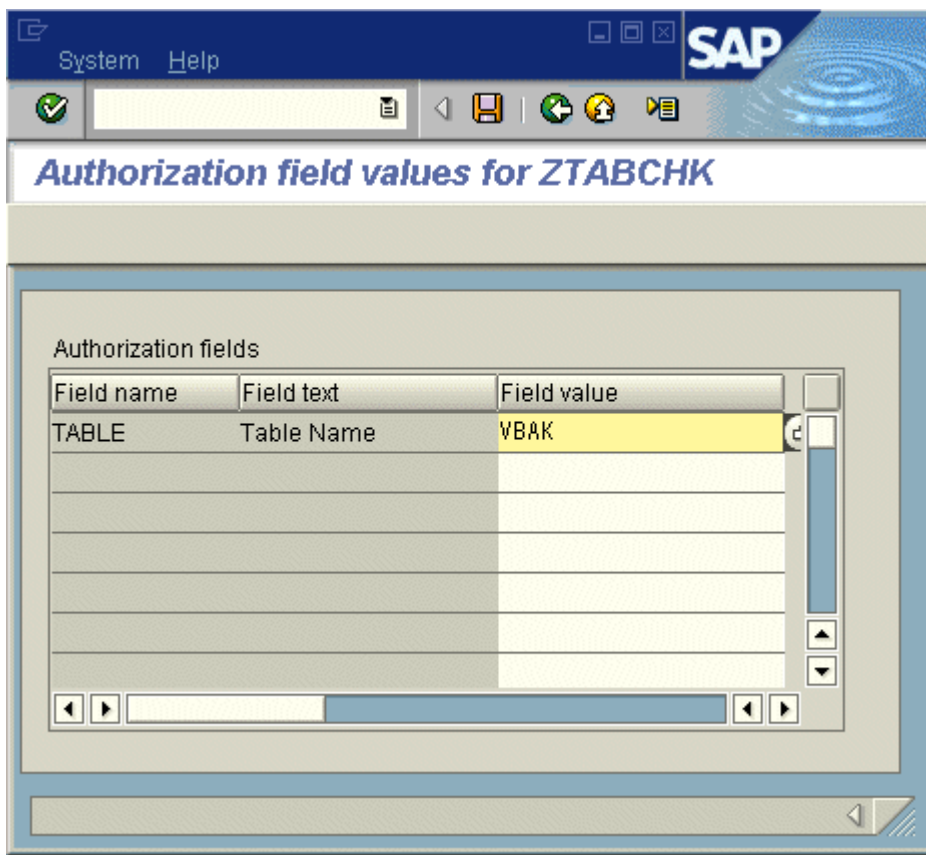 System Help
SAP
Authorization field values for ZTABCHK
Authorization fields
Field name Field text Field value
TABLE Table Name VBAK